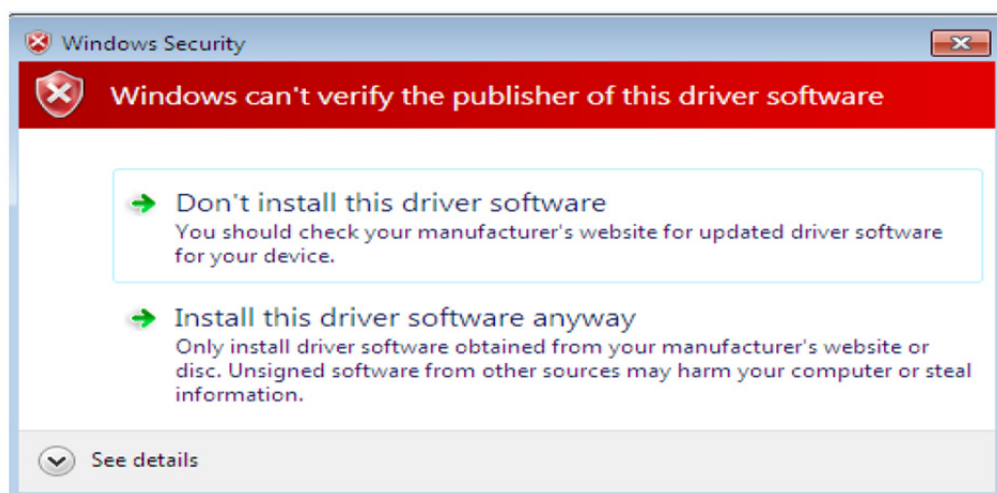 Windows Security
Windows can't verify the publisher of this driver software
Don't install this driver software
You should check your manufacturer's website for updated driver software
for your device.
Install this driver software anyway
Only install driver software obtained from your manufacturer's website or
disc. Unsigned software from other sources may harm your computer or steal
information.
See details